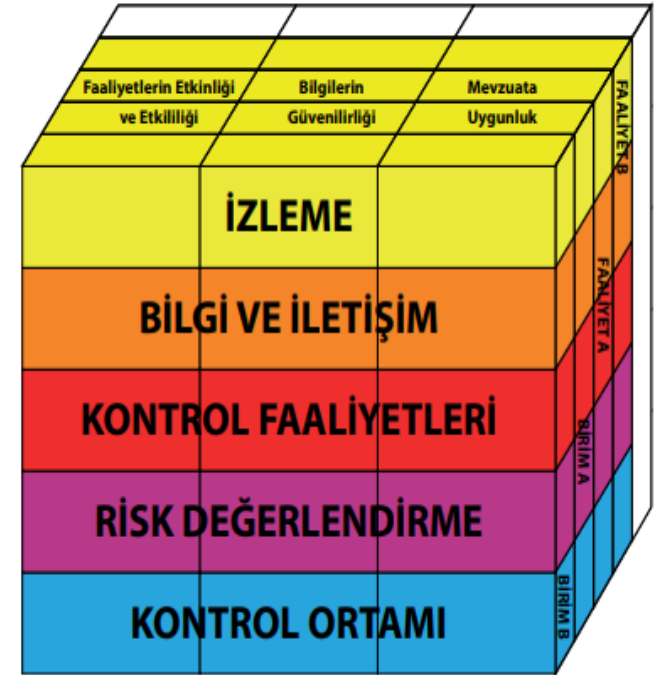 Faaliyetlerin Etkinliği
ve Etkililiği
Bilgilerin
Güvenilirliği
Mevzuata
Uygunluk
İZLEME
BİLGİ VE İLETİŞİM
KONTROL FAALİYETLERİ
RİSK DEĞERLENDİRME
KONTROL ORTAMI
FAALİYET B
FAALİYET A
BİRİM A
BİRİM B